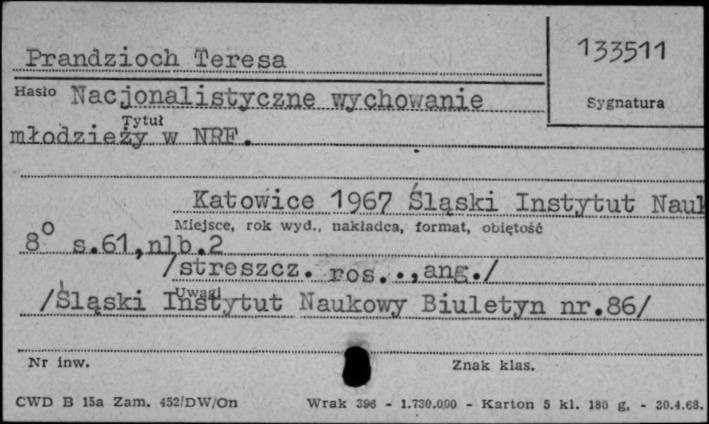 Prandzioch Teresa
133511
Hasło Nacjonalistyczne wychowanie
Sygnatura
Tytuł
młodzieży w NRF.
Katowice 1967 Śląski Instytut Nauk
Miejsce, rok wyd., nakładca, format, objętość
8° s.61,nlb.2
/streszcz. ros..,ang./
Uwagi
/Śląski Instytut Naukowy Biuletyn nr.86/
Nr inw.
Znak klas.
CWD B 15a Zam. 452/DW/On Wrak 396 - 1.730.000 - Karton 5 kl. 180 g. - 30.4.68.